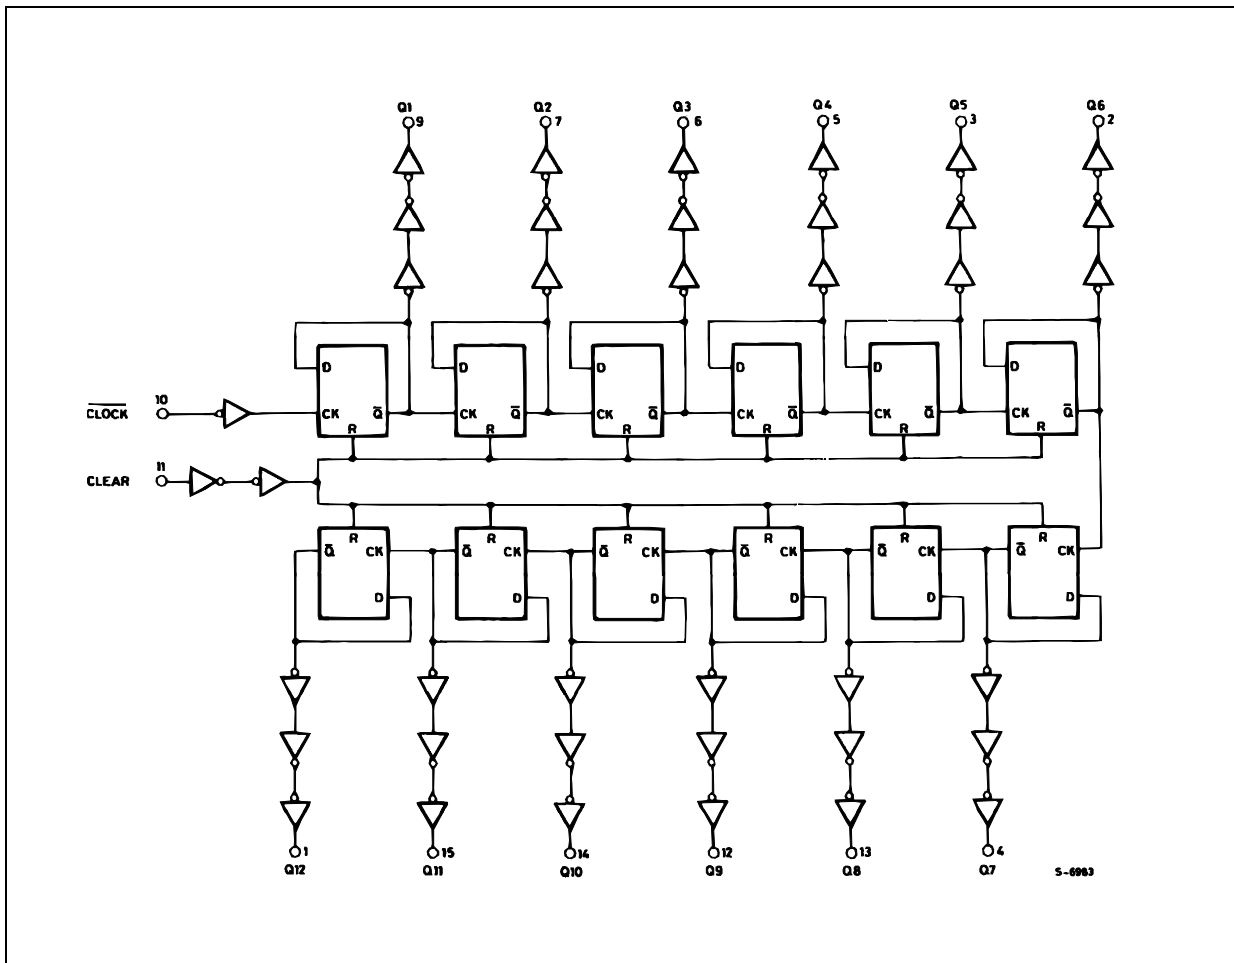 Q1 Q2 Q3 Q4 Q5 Q6
9 7 6 5 3 2
D D D D D D
10
C̅L̅O̅C̅K̅ CK Q̅ CK Q̅ CK Q̅ CK Q̅ CK Q̅ CK Q̅
R R R R R R
11
CLEAR
R R R R R R
Q̅ CK Q̅ CK Q̅ CK Q̅ CK Q̅ CK Q̅ CK
D D D D D D
1 15 14 12 13 4
Q12 Q11 Q10 Q9 Q8 Q7 S-6983